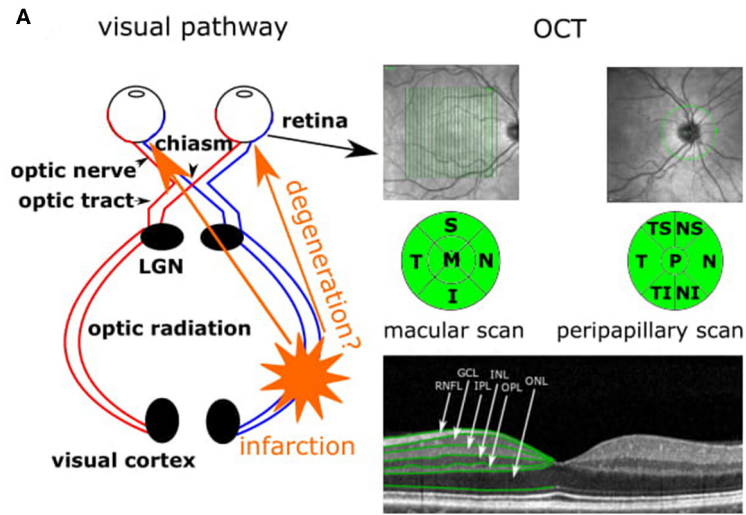 A
visual pathway
retina
chiasm
optic nerve
optic tract
LGN
degeneration?
optic radiation
infarction
visual cortex
OCT
S
T M N
I
TS NS
T P N
TI NI
macular scan
peripapillary scan
RNFL GCL IPL INL OPL ONL